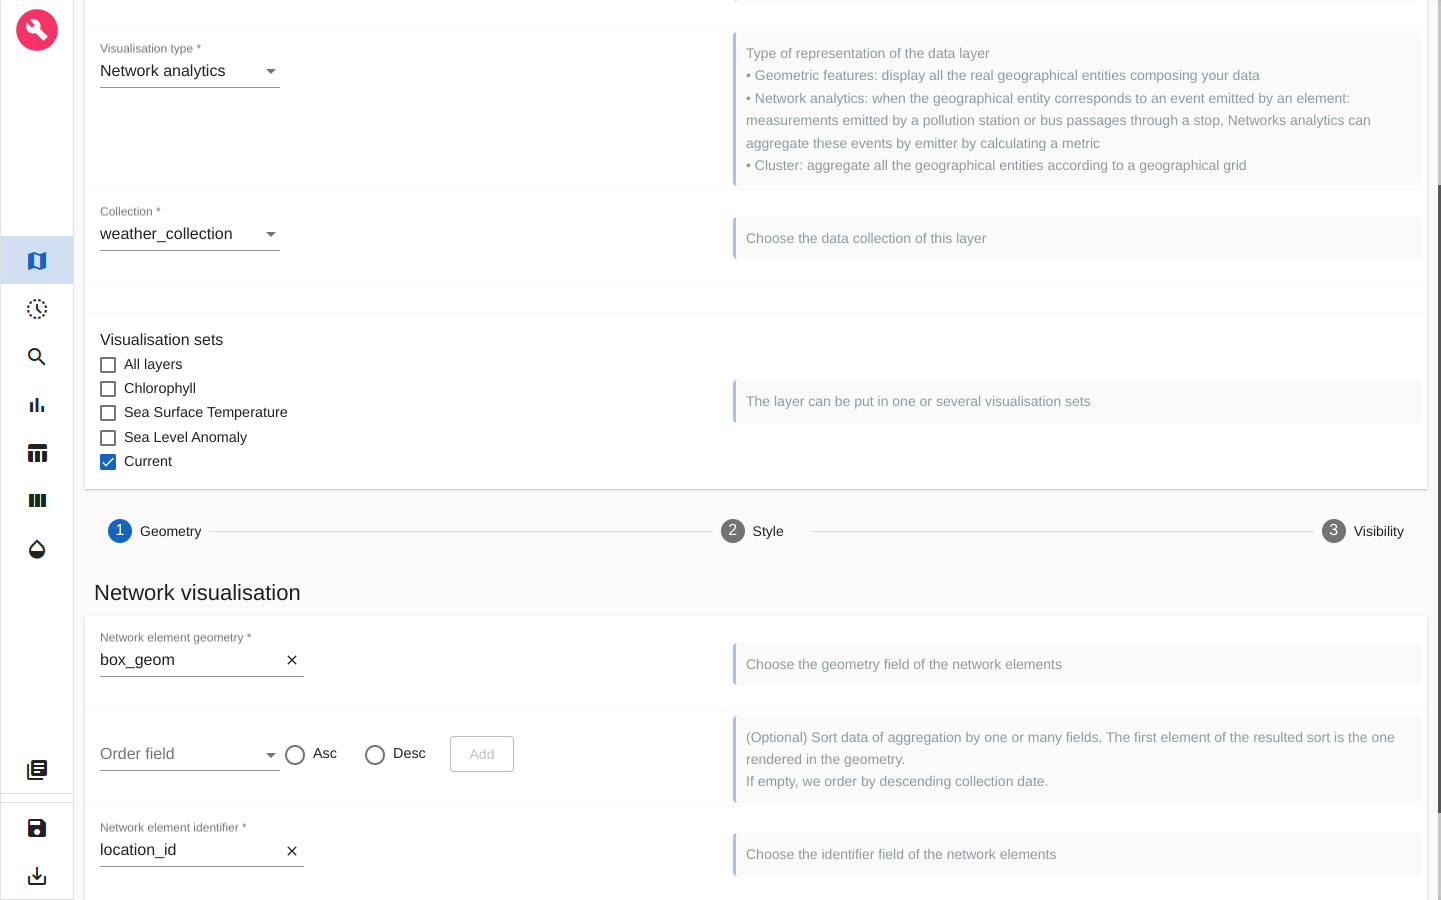 Visualisation type *
Network analytics
Type of representation of the data layer
• Geometric features: display all the real geographical entities composing your data
• Network analytics: when the geographical entity corresponds to an event emitted by an element:
measurements emitted by a pollution station or bus passages through a stop, Networks analytics can
aggregate these events by emitter by calculating a metric
• Cluster: aggregate all the geographical entities according to a geographical grid
Collection *
weather_collection
Choose the data collection of this layer
Visualisation sets
All layers
Chlorophyll
Sea Surface Temperature
Sea Level Anomaly
Current
The layer can be put in one or several visualisation sets
1 Geometry
2 Style
3 Visibility
Network visualisation
Network element geometry *
box_geom
Choose the geometry field of the network elements
Order field
Asc
Desc
Add
(Optional) Sort data of aggregation by one or many fields. The first element of the resulted sort is the one
rendered in the geometry.
If empty, we order by descending collection date.
Network element identifier *
location_id
Choose the identifier field of the network elements